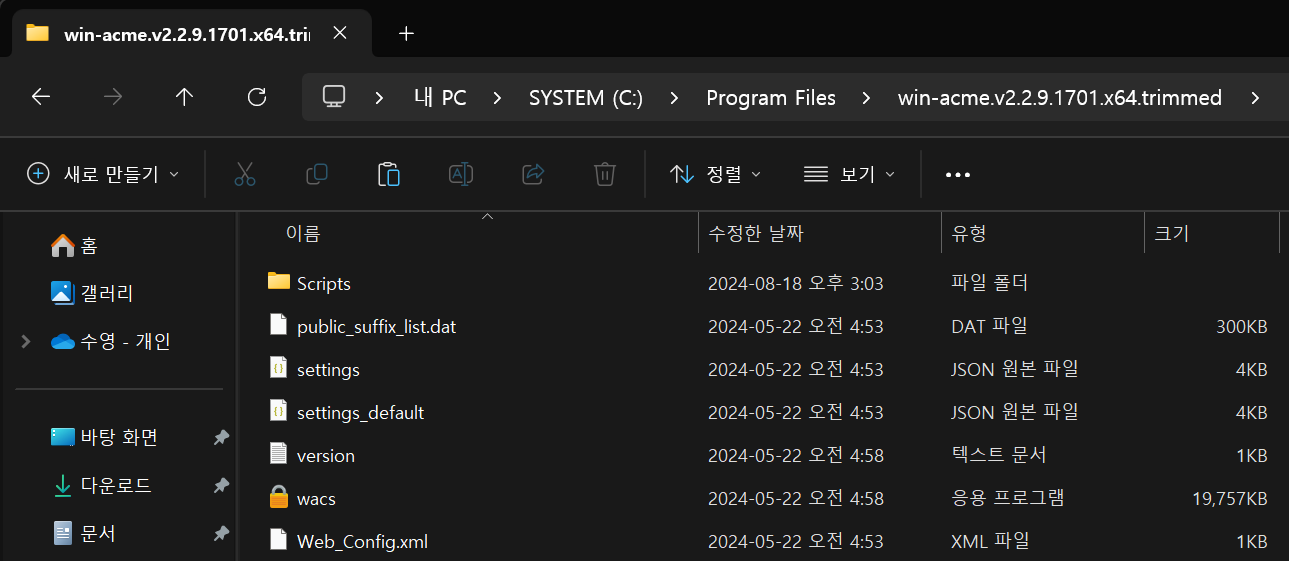 win-acme.v2.2.9.1701.x64.tri
내 PC SYSTEM (C:) Program Files win-acme.v2.2.9.1701.x64.trimmed
새로 만들기 정렬 보기
이름 수정한 날짜 유형 크기
홈
갤러리
수영 - 개인
바탕 화면
다운로드
문서
Scripts 2024-08-18 오후 3:03 파일 폴더
public_suffix_list.dat 2024-05-22 오전 4:53 DAT 파일 300KB
settings 2024-05-22 오전 4:53 JSON 원본 파일 4KB
settings_default 2024-05-22 오전 4:53 JSON 원본 파일 4KB
version 2024-05-22 오전 4:58 텍스트 문서 1KB
wacs 2024-05-22 오전 4:58 응용 프로그램 19,757KB
Web_Config.xml 2024-05-22 오전 4:53 XML 파일 1KB